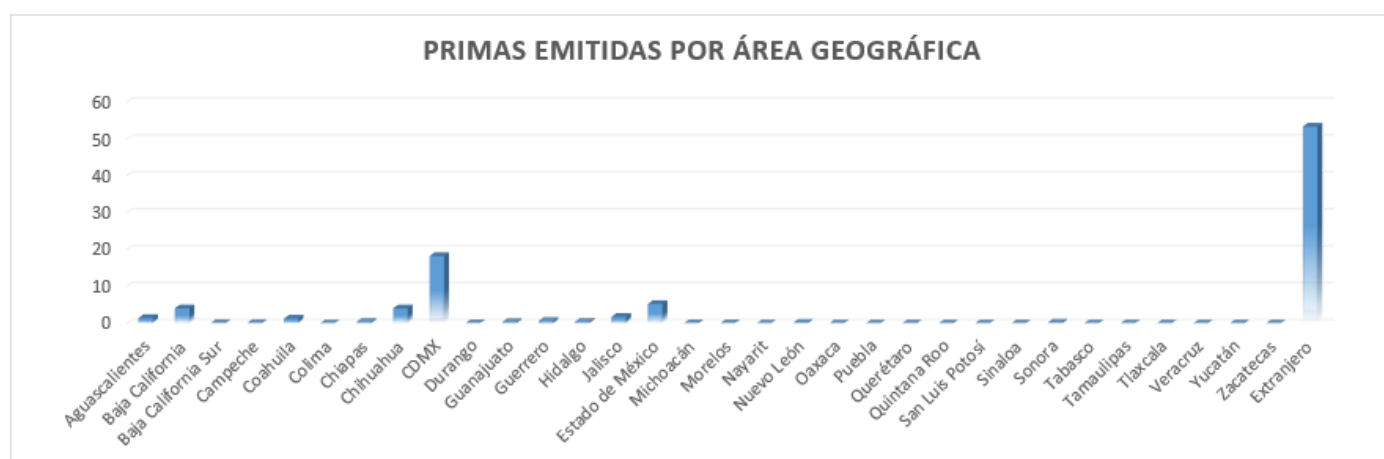 PRIMAS EMITIDAS POR ÁREA GEOGRÁFICA
60
50
40
30
20
10
0
Aguascalientes
Baja California
Baja California Sur
Campeche
Coahuila
Colima
Chiapas
Chihuahua
CDMX
Durango
Guanajuato
Guerrero
Hidalgo
Jalisco
Estado de México
Michoacán
Morelos
Nayarit
Nuevo León
Oaxaca
Puebla
Querétaro
Quintana Roo
San Luis Potosí
Sinaloa
Sonora
Tabasco
Tamaulipas
Tlaxcala
Veracruz
Yucatán
Zacatecas
Extranjero